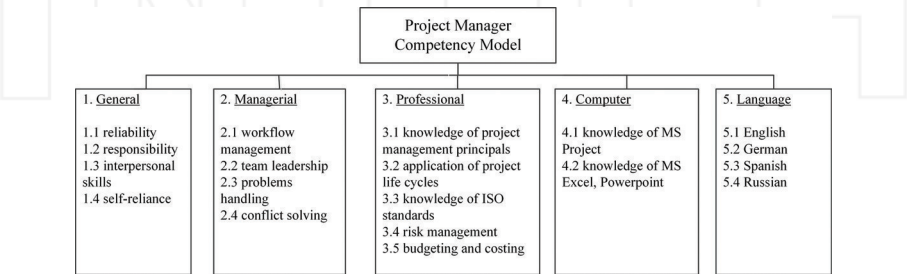 Project Manager
Competency Model
1. General
1.1 reliability
1.2 responsibility
1.3 interpersonal
skills
1.4 self-reliance
2. Managerial
2.1 workflow
management
2.2 team leadership
2.3 problems
handling
2.4 conflict solving
3. Professional
3.1 knowledge of project
management principals
3.2 application of project
life cycles
3.3 knowledge of ISO
standards
3.4 risk management
3.5 budgeting and costing
4. Computer
4.1 knowledge of MS
Project
4.2 knowledge of MS
Excel, Powerpoint
5. Language
5.1 English
5.2 German
5.3 Spanish
5.4 Russian